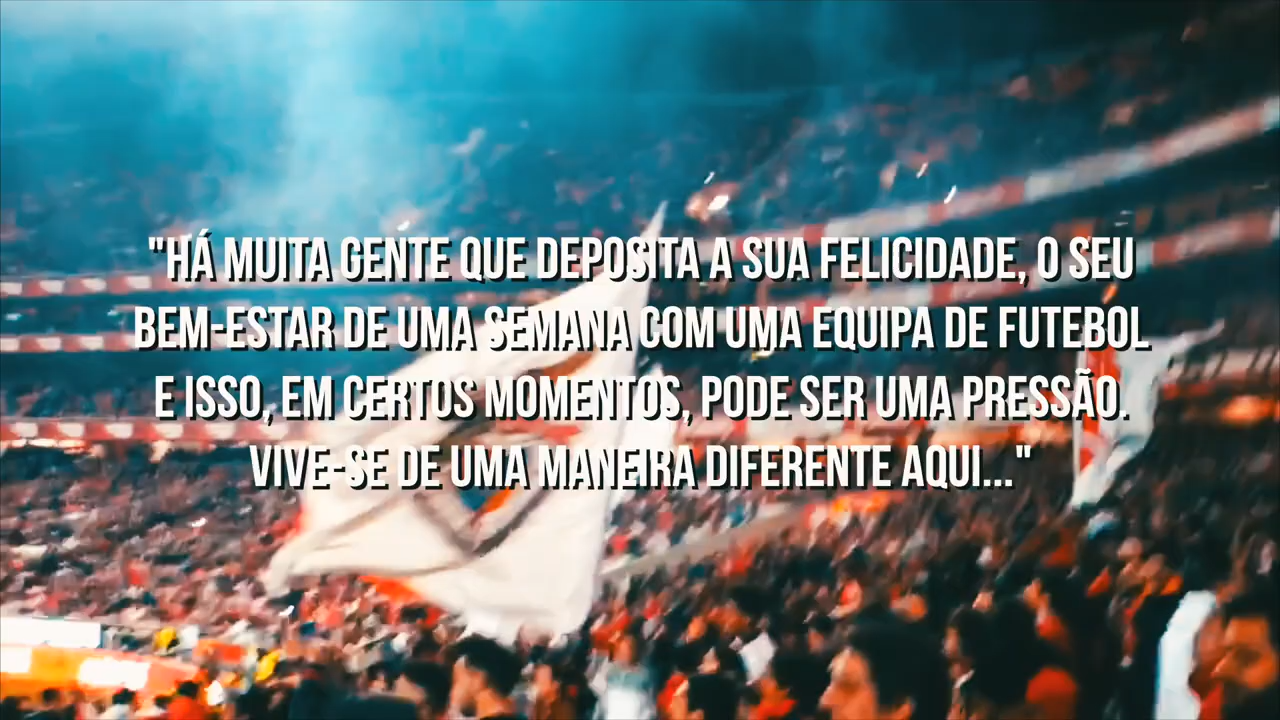 "HÁ MUITA GENTE QUE DEPOSITA A SUA FELICIDADE, O SEU
BEM-ESTAR DE UMA SEMANA COM UMA EQUIPA DE FUTEBOL
E ISSO, EM CERTOS MOMENTOS, PODE SER UMA PRESSÃO.
VIVE-SE DE UMA MANEIRA DIFERENTE AQUI..."